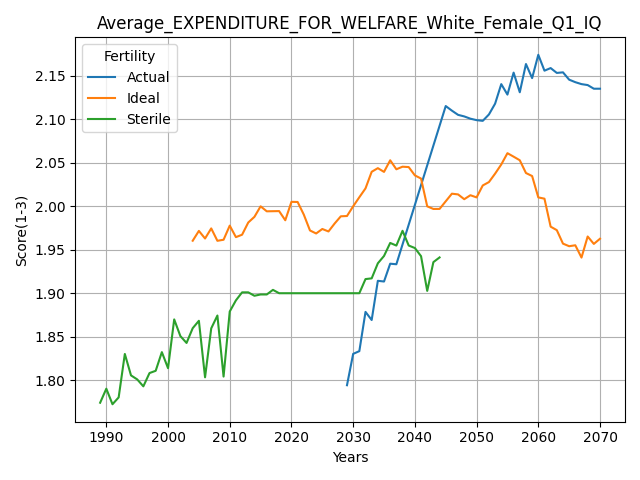 Average_EXPENDITURE_FOR_WELFARE_White_Female_Q1_IQ
Fertility
Actual
Ideal
Sterile
Score(1-3)
2.15
2.10
2.05
2.00
1.95
1.90
1.85
1.80
1990 2000 2010 2020 2030 2040 2050 2060 2070
Years